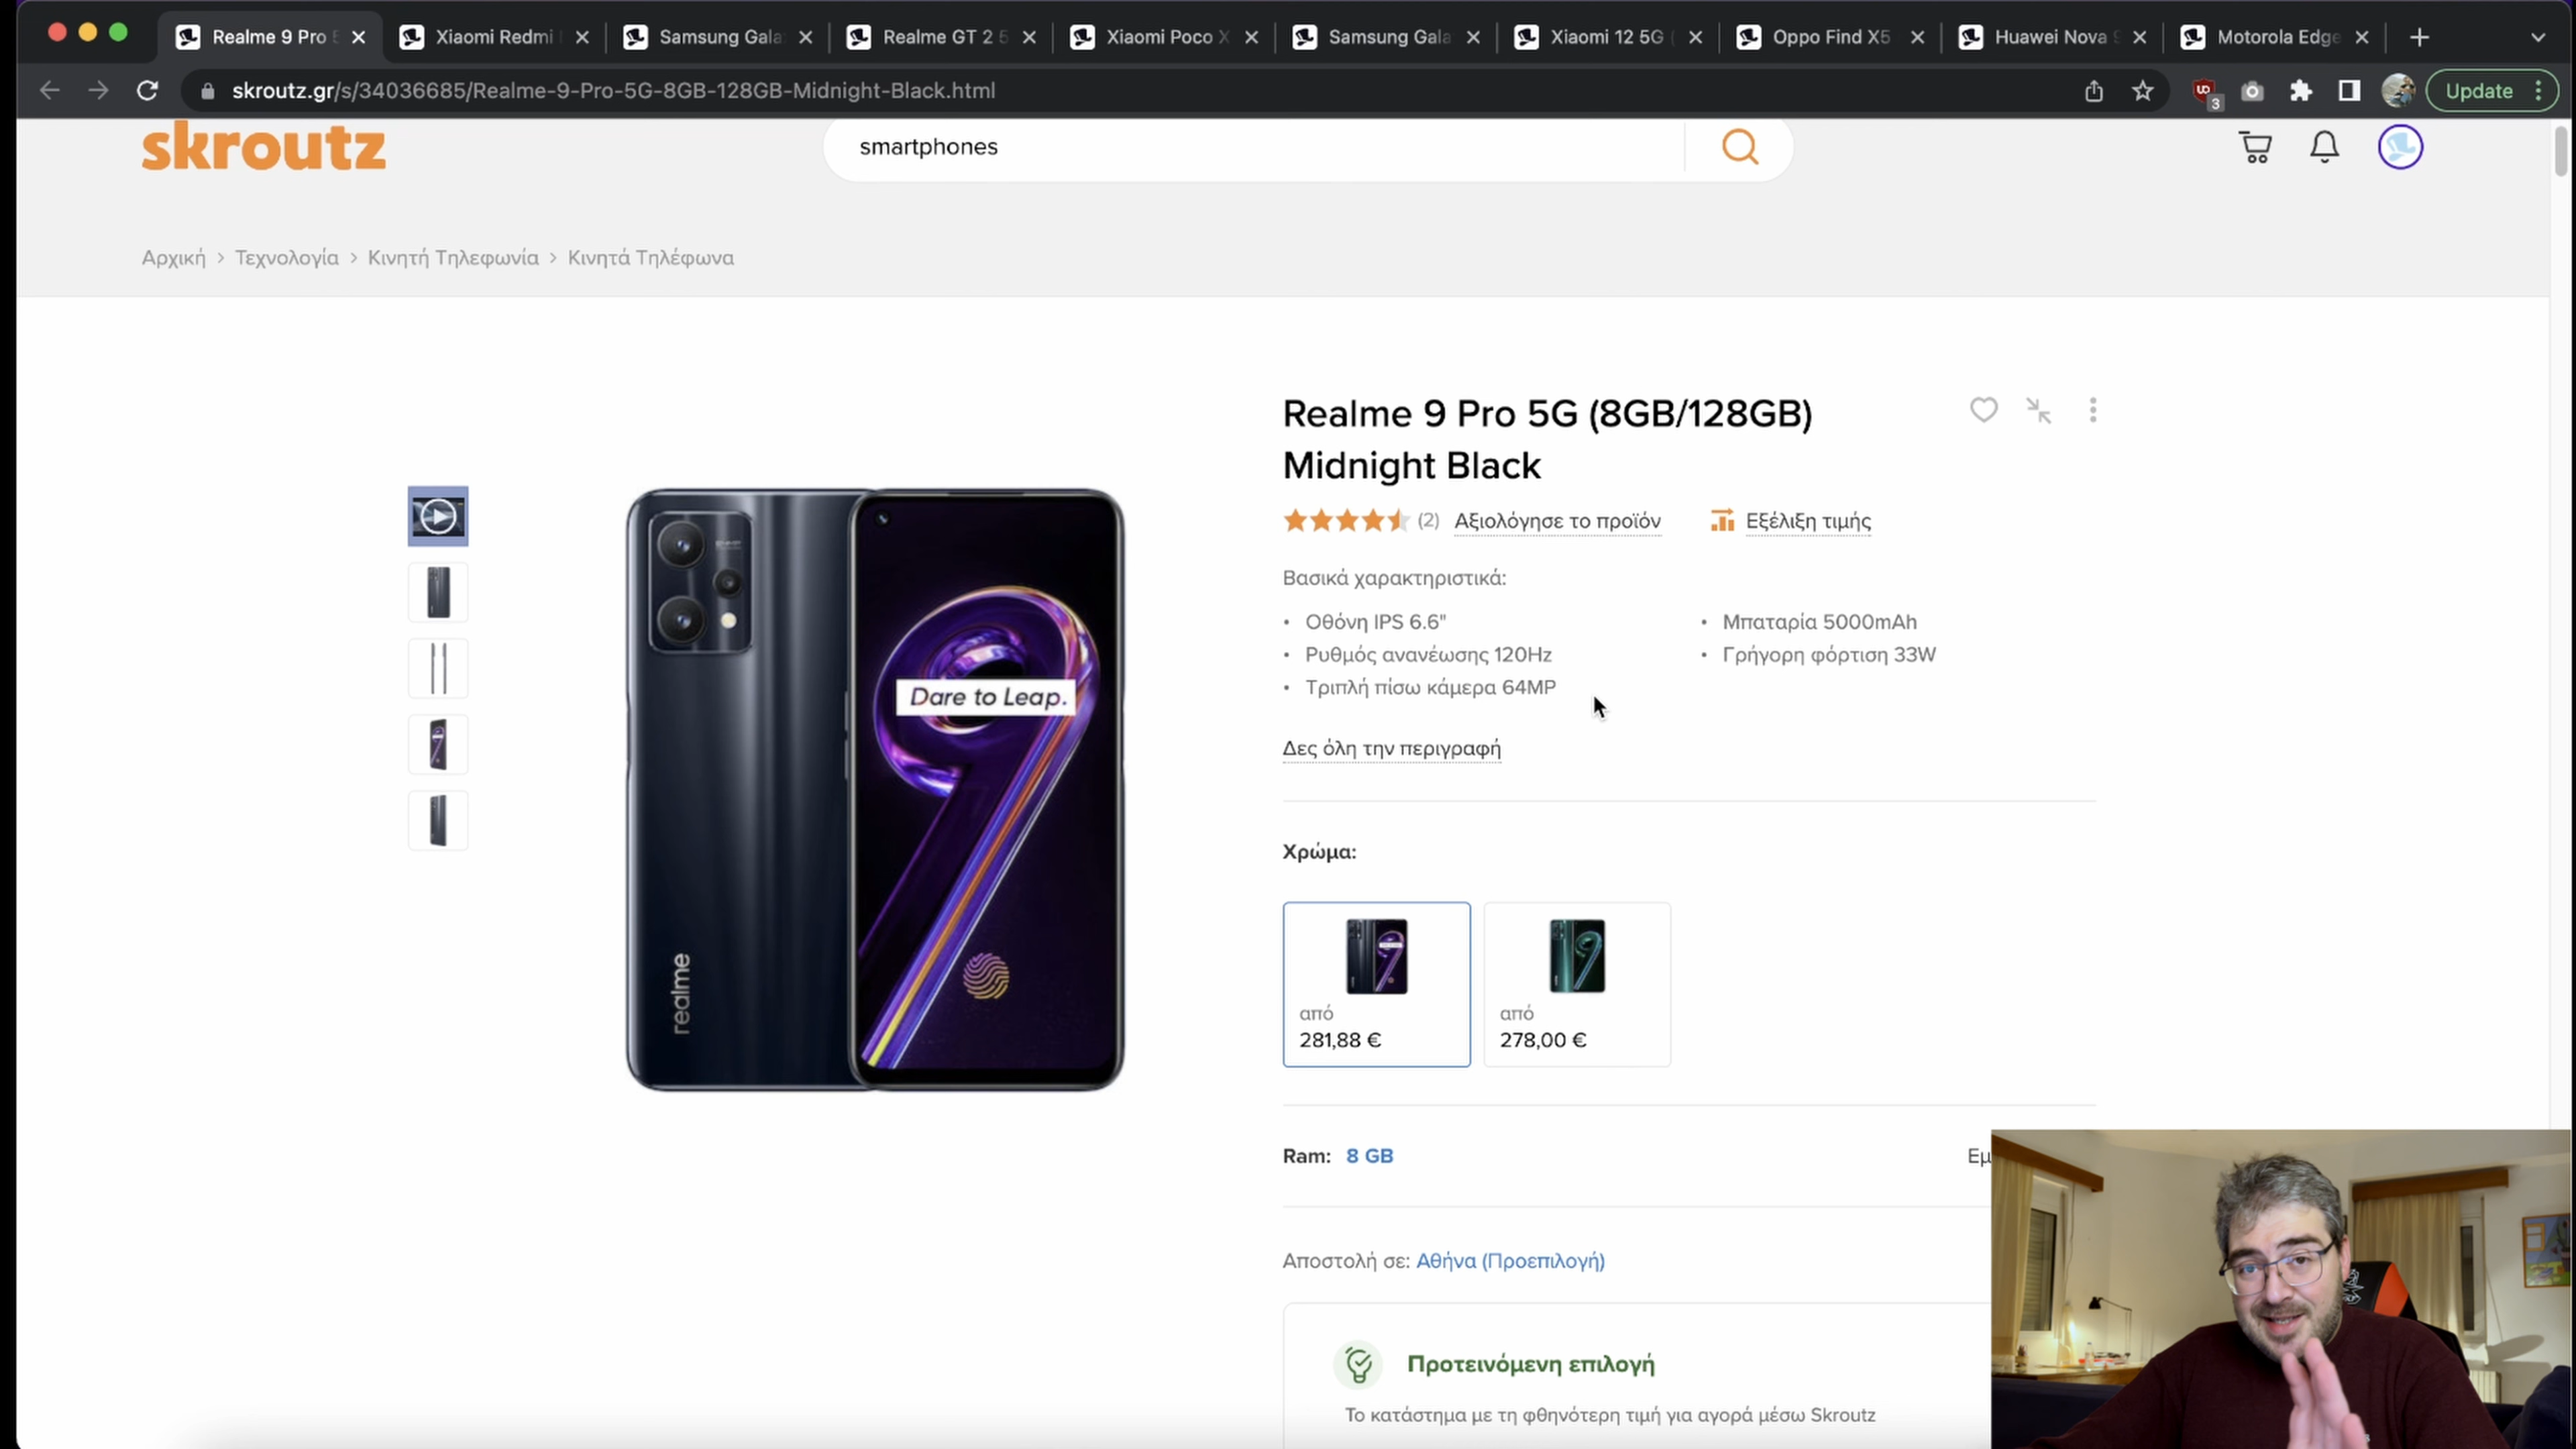 Realme 9 Pro 5
Xiaomi Redmi
Samsung Gala
Realme GT 2 5
Xiaomi Poco X
Samsung Gala
Xiaomi 12 5G (
Oppo Find X5
Huawei Nova 9
Motorola Edge
skroutz.gr/s/34036685/Realme-9-Pro-5G-8GB-128GB-Midnight-Black.html
3
Update
skroutz
smartphones
Αρχική > Τεχνολογία > Κινητή Τηλεφωνία > Κινητά Τηλέφωνα
Realme 9 Pro 5G (8GB/128GB)
Midnight Black
(2) Αξιολόγησε το προϊόν Εξέλιξη τιμής
Βασικά χαρακτηριστικά:
• Οθόνη IPS 6.6"
• Ρυθμός ανανέωσης 120Hz
• Τριπλή πίσω κάμερα 64MP
• Μπαταρία 5000mAh
• Γρήγορη φόρτιση 33W
Δες όλη την περιγραφή
Dare to Leap.
realme
Χρώμα:
από
281,88 €
από
278,00 €
Ram: 8 GB
Εμ
Αποστολή σε: Αθήνα (Προεπιλογή)
Προτεινόμενη επιλογή
Το κατάστημα με τη φθηνότερη τιμή για αγορά μέσω Skroutz